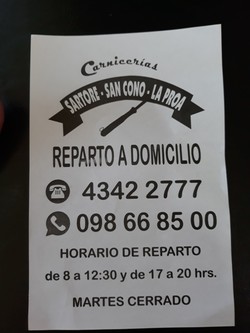 Carnicerías
SARTORE - SAN CONO - LA PROA
REPARTO A DOMICILIO
4342 2777
098 66 85 00
HORARIO DE REPARTO
de 8 a 12:30 y de 17 a 20 hrs.
MARTES CERRADO